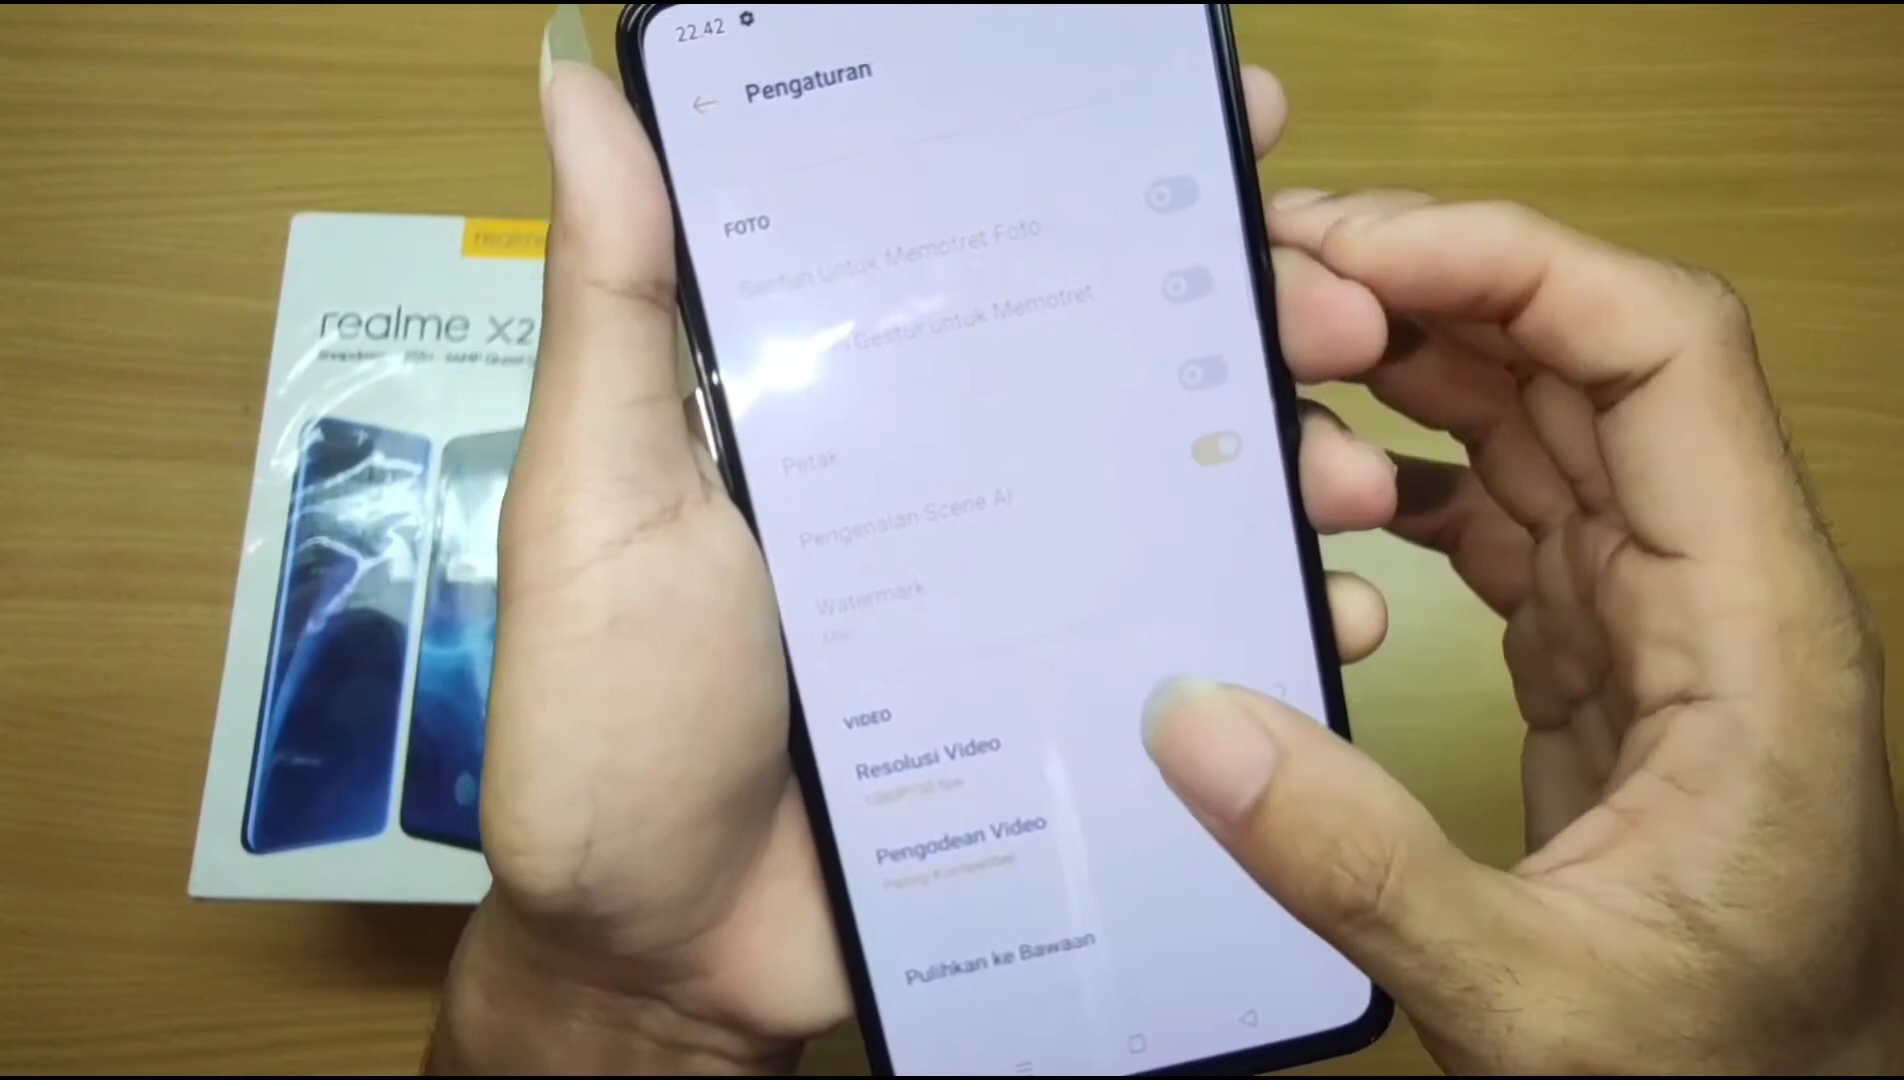 22.42
Pengaturan
FOTO
Sentuh untuk Memotret Foto
Gestur untuk Memotret
Petak
Pengenalan Scene AI
Watermark
VIDEO
Resolusi Video
Pengodean Video
Pulihkan ke Bawaan
realme
realme X2